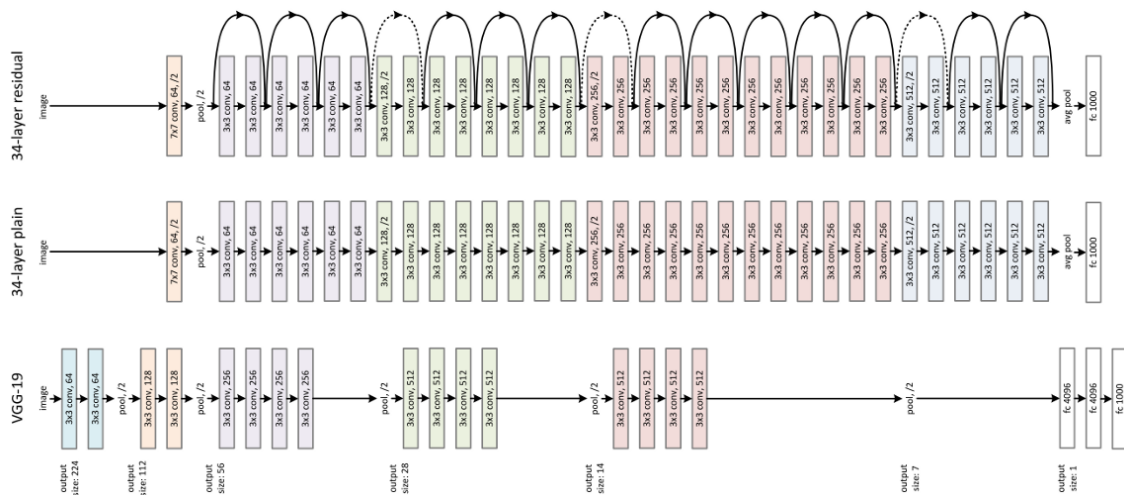 34-layer residual
image
7x7 conv, 64, /2
pool, /2
3x3 conv, 64
3x3 conv, 64
3x3 conv, 64
3x3 conv, 64
3x3 conv, 64
3x3 conv, 64
3x3 conv, 128, /2
3x3 conv, 128
3x3 conv, 128
3x3 conv, 128
3x3 conv, 128
3x3 conv, 128
3x3 conv, 128
3x3 conv, 128
3x3 conv, 256, /2
3x3 conv, 256
3x3 conv, 256
3x3 conv, 256
3x3 conv, 256
3x3 conv, 256
3x3 conv, 256
3x3 conv, 256
3x3 conv, 256
3x3 conv, 256
3x3 conv, 256
3x3 conv, 256
3x3 conv, 512, /2
3x3 conv, 512
3x3 conv, 512
3x3 conv, 512
3x3 conv, 512
3x3 conv, 512
avg pool
fc 1000
34-layer plain
image
7x7 conv, 64, /2
pool, /2
3x3 conv, 64
3x3 conv, 64
3x3 conv, 64
3x3 conv, 64
3x3 conv, 64
3x3 conv, 64
3x3 conv, 128, /2
3x3 conv, 128
3x3 conv, 128
3x3 conv, 128
3x3 conv, 128
3x3 conv, 128
3x3 conv, 128
3x3 conv, 128
3x3 conv, 256, /2
3x3 conv, 256
3x3 conv, 256
3x3 conv, 256
3x3 conv, 256
3x3 conv, 256
3x3 conv, 256
3x3 conv, 256
3x3 conv, 256
3x3 conv, 256
3x3 conv, 256
3x3 conv, 256
3x3 conv, 512, /2
3x3 conv, 512
3x3 conv, 512
3x3 conv, 512
3x3 conv, 512
3x3 conv, 512
avg pool
fc 1000
VGG-19
image
3x3 conv, 64
3x3 conv, 64
pool, /2
3x3 conv, 128
3x3 conv, 128
pool, /2
3x3 conv, 256
3x3 conv, 256
3x3 conv, 256
3x3 conv, 256
pool, /2
3x3 conv, 512
3x3 conv, 512
3x3 conv, 512
3x3 conv, 512
pool, /2
3x3 conv, 512
3x3 conv, 512
3x3 conv, 512
3x3 conv, 512
pool, /2
fc 4096
fc 4096
fc 1000
output
size: 224
output
size: 112
output
size: 56
output
size: 28
output
size: 14
output
size: 7
output
size: 1